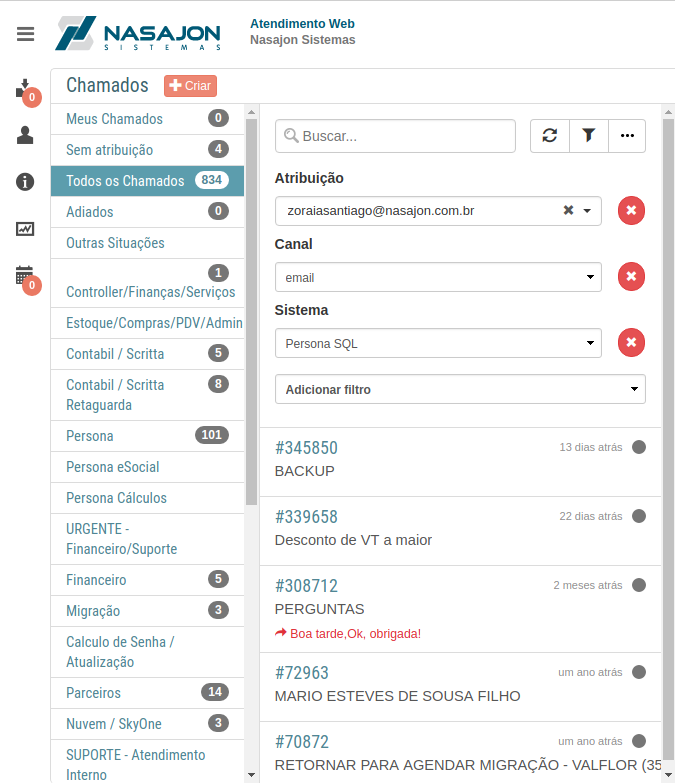 NASAJON
SISTEMAS
Atendimento Web
Nasajon Sistemas
0
0
Chamados
Criar
Meus Chamados 0
Sem atribuição 4
Todos os Chamados 834
Adiados 0
Outras Situações
1
Controller/Finanças/Serviços
Estoque/Compras/PDV/Admin
Contabil / Scritta 5
Contabil / Scritta 8
Retaguarda
Persona 101
Persona eSocial
Persona Cálculos
URGENTE -
Financeiro/Suporte
Financeiro 5
Migração 3
Calculo de Senha /
Atualização
Parceiros 14
Nuvem / SkyOne 3
SUPORTE - Atendimento
Interno
Buscar...
Atribuição
zoraiasantiago@nasajon.com.br
Canal
email
Sistema
Persona SQL
Adicionar filtro
#345850 13 dias atrás
BACKUP
#339658 22 dias atrás
Desconto de VT a maior
#308712 2 meses atrás
PERGUNTAS
Boa tarde,Ok, obrigada!
#72963 um ano atrás
MARIO ESTEVES DE SOUSA FILHO
#70872 um ano atrás
RETORNAR PARA AGENDAR MIGRAÇÃO - VALFLOR (35